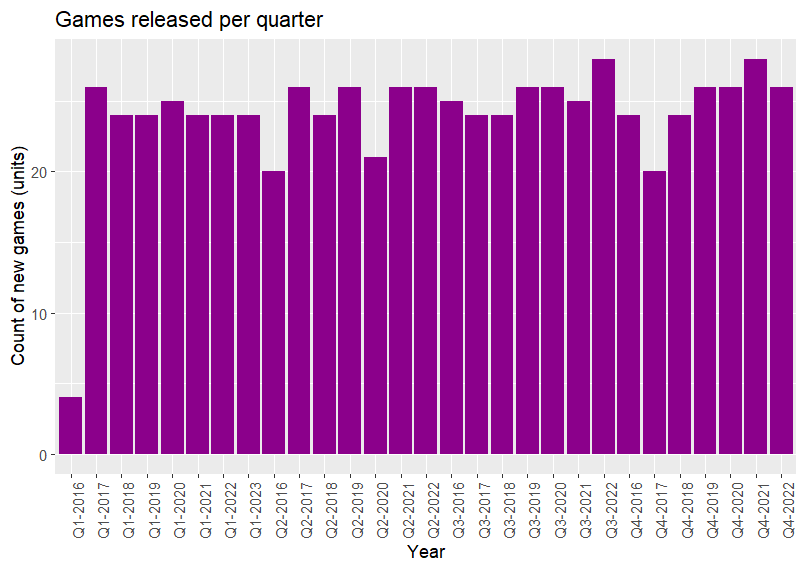 Games released per quarter
Count of new games (units)
20
10
0
Q1-2016
Q1-2017
Q1-2018
Q1-2019
Q1-2020
Q1-2021
Q1-2022
Q1-2023
Q2-2016
Q2-2017
Q2-2018
Q2-2019
Q2-2020
Q2-2021
Q2-2022
Q3-2016
Q3-2017
Q3-2018
Q3-2019
Q3-2020
Q3-2021
Q3-2022
Q4-2016
Q4-2017
Q4-2018
Q4-2019
Q4-2020
Q4-2021
Q4-2022
Year